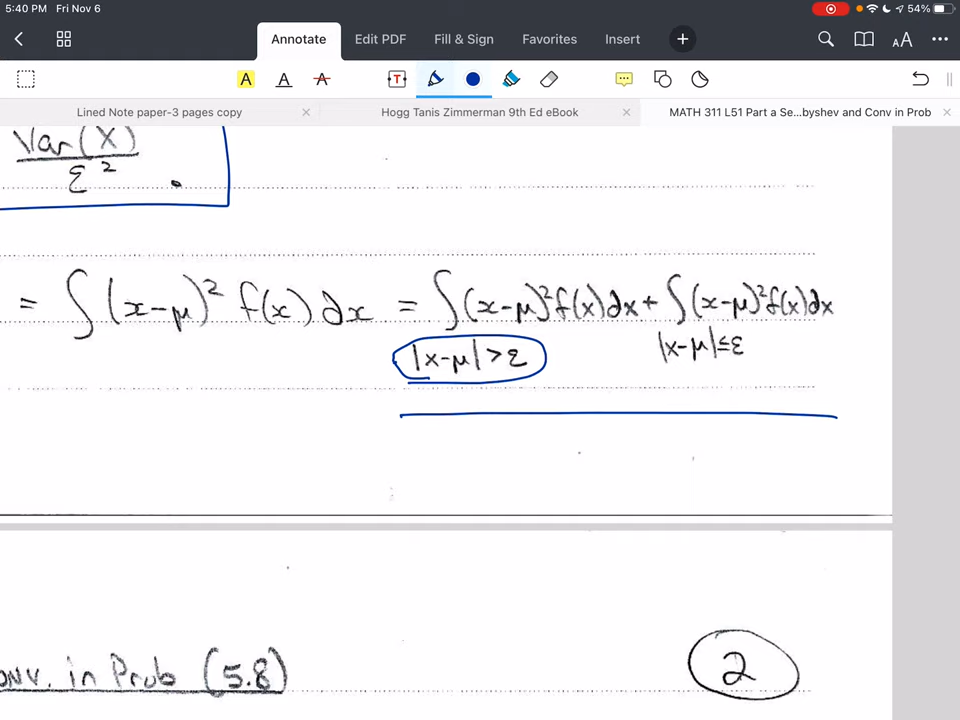 5:40 PM Fri Nov 6 54%
Annotate Edit PDF Fill & Sign Favorites Insert
Lined Note paper-3 pages copy Hogg Tanis Zimmerman 9th Ed eBook MATH 311 L51 Part a Se...byshev and Conv in Prob
Var(X)
ε²
= ∫ (x-μ)² f(x) dx = ∫(x-μ)² f(x) dx + ∫(x-μ)² f(x) dx
|x-μ| > ε |x-μ| ≤ ε
Conv. in Prob (5.8) 2